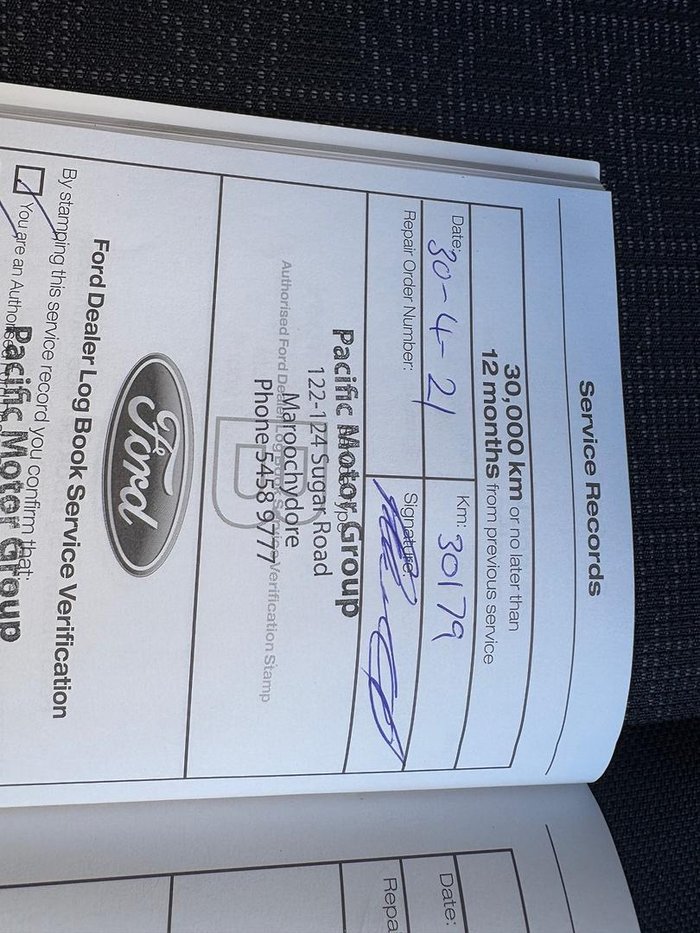 Service Records
30,000 km or no later than
12 months from previous service
Date: 30-4-21
Km: 30179
Repair Order Number:
Signature:
Pacific Motor Group
122-124 Sugar Road
Maroochydore
Phone 5458 9777
B
Authorised Ford Dealer Service Verification Stamp
Ford
Ford Dealer Log Book Service Verification
By stamping this service record you confirm that
You are an Authorised
Pacific Motor Group
Date:
Repa